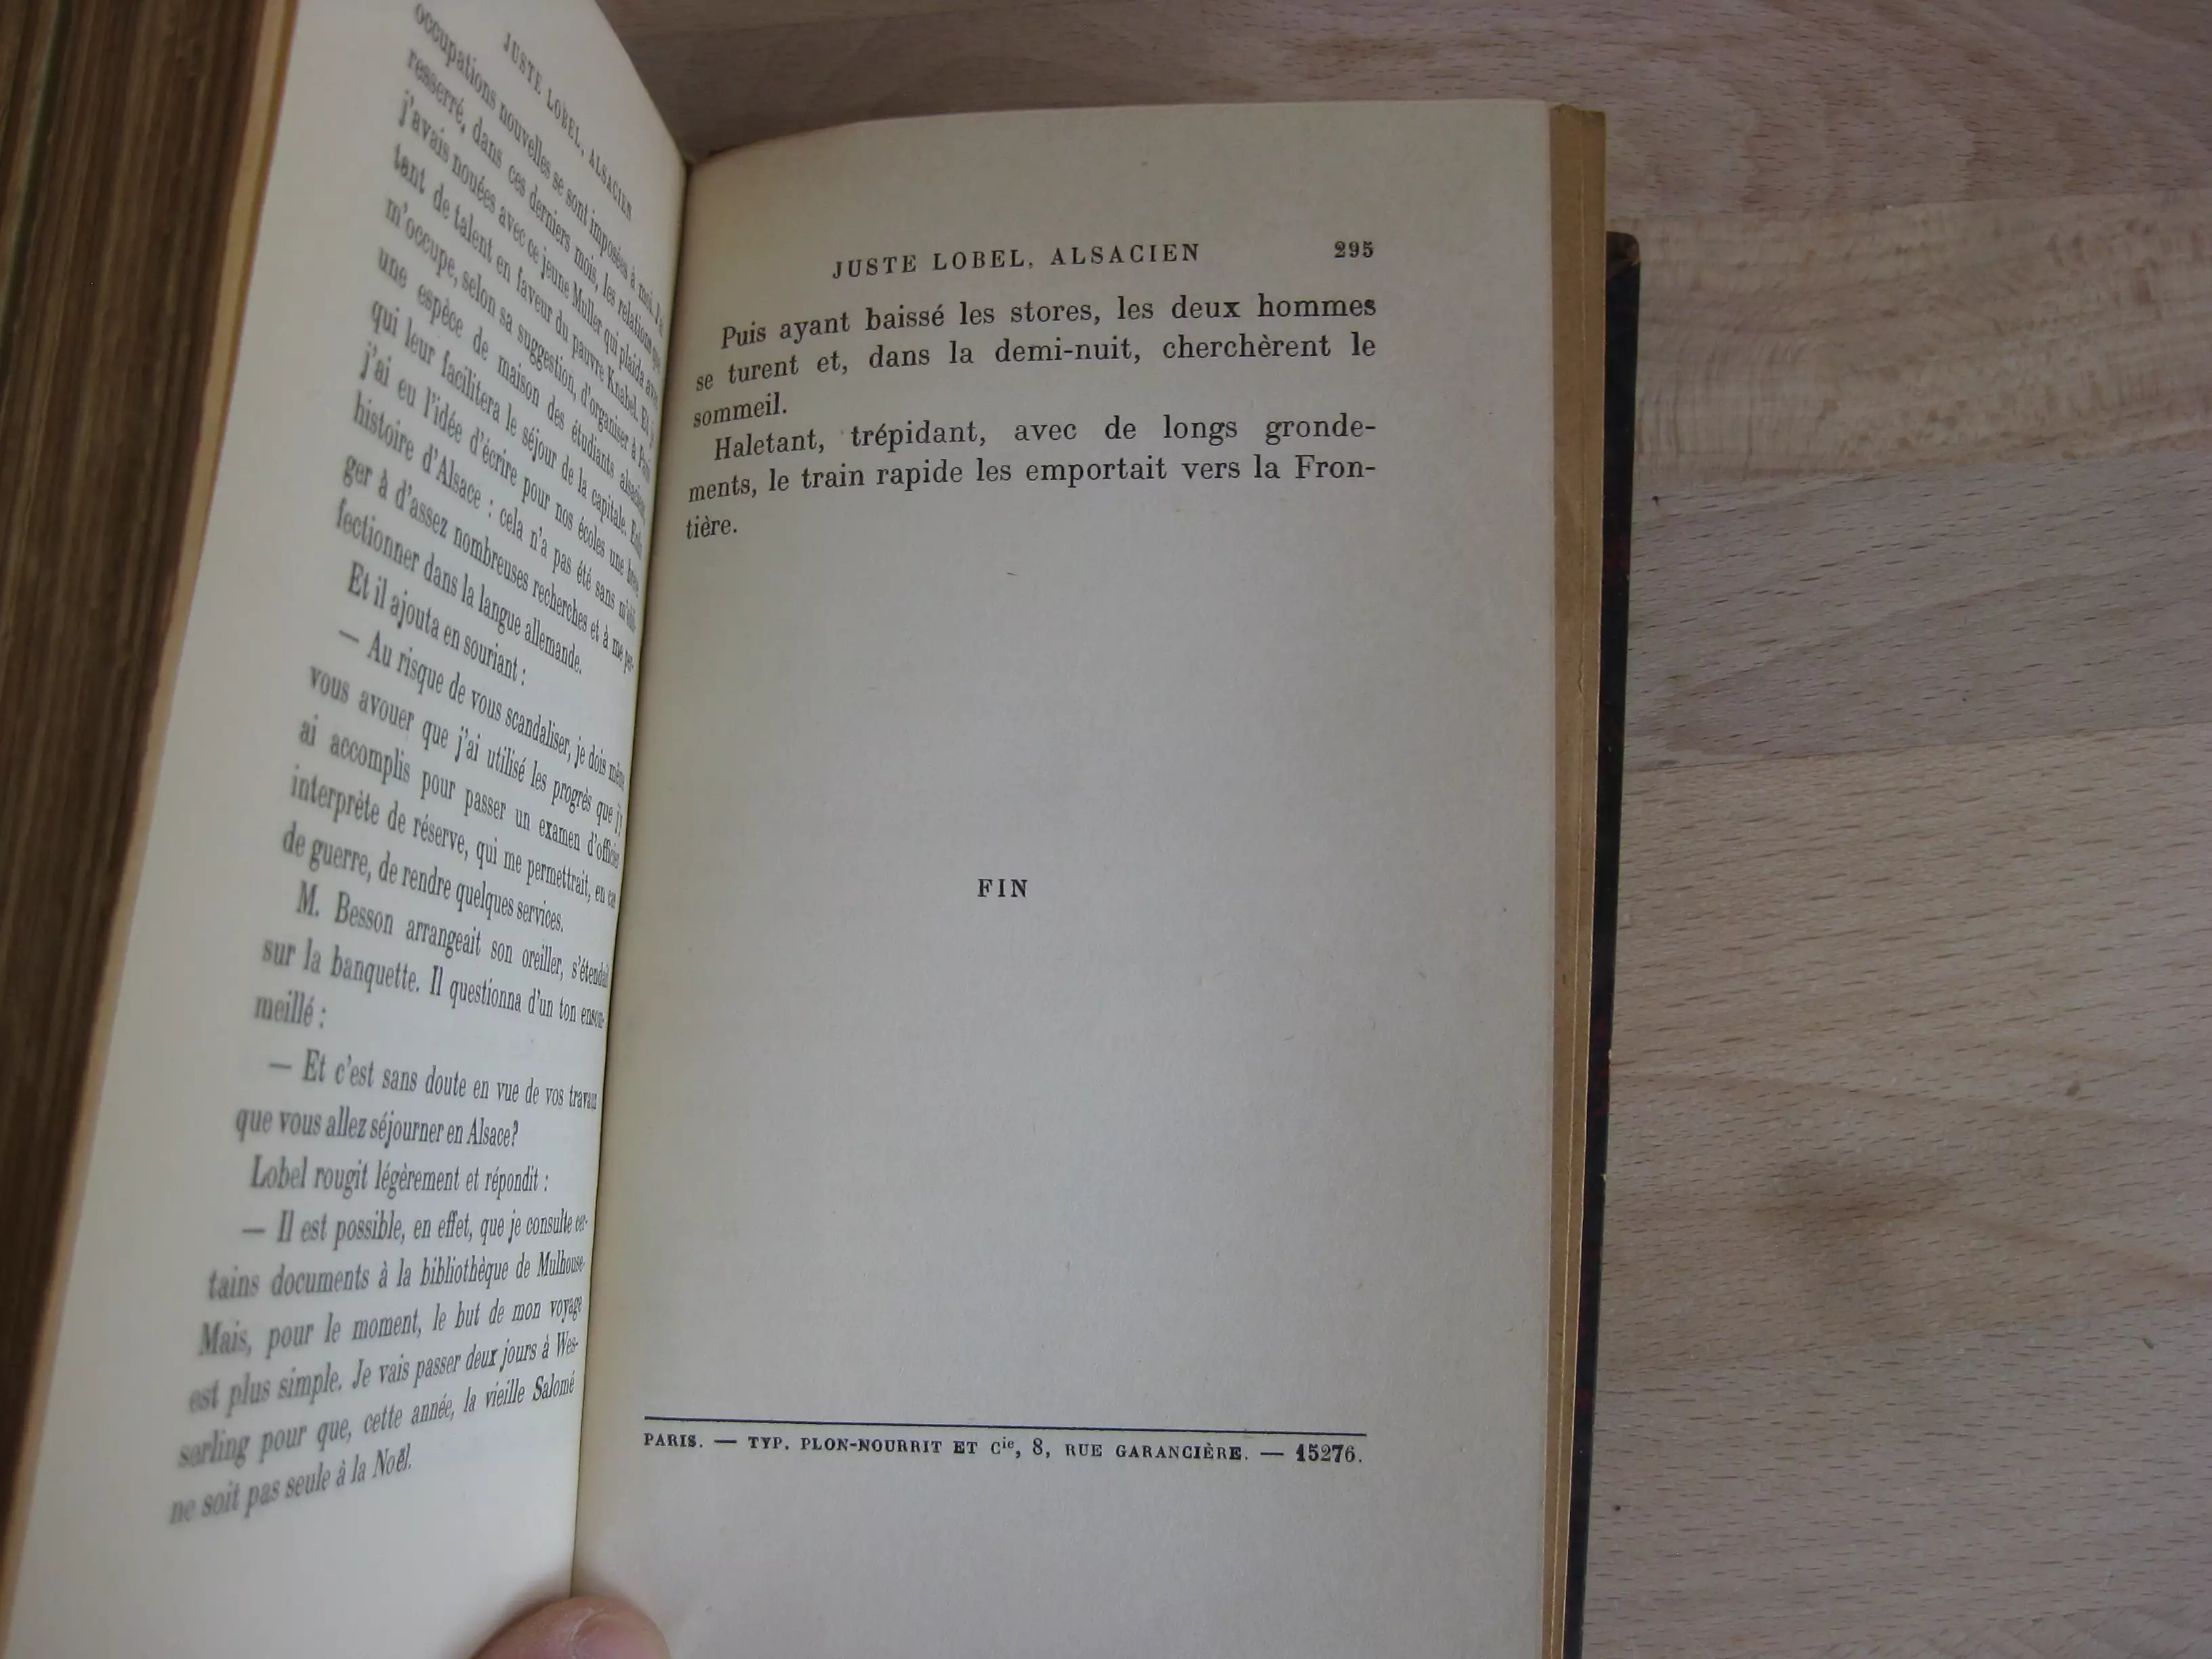 JUSTE LOBEL, ALSACIEN
occupations nouvelles se sont imposées à moi. J'ai
resserré, dans ces derniers mois, les relations que
j'avais nouées avec ce jeune Muller qui plaida avec
tant de talent en faveur du pauvre Knabel. Et je
m'occupe, selon sa suggestion, d'organiser à Paris
une espèce de maison des étudiants alsaciens,
qui leur facilitera le séjour de la capitale. Enfin
j'ai eu l'idée d'écrire pour nos écoles une brève
histoire d'Alsace : cela n'a pas été sans m'obli-
ger à d'assez nombreuses recherches et à me per-
fectionner dans la langue allemande.
Et il ajouta en souriant :
— Au risque de vous scandaliser, je dois même
vous avouer que j'ai utilisé les progrès que j'y
ai accomplis pour passer un examen d'officier
interprète de réserve, qui me permettrait, en cas
de guerre, de rendre quelques services.
M. Besson arrangeait son oreiller, s'étendait
sur la banquette. Il questionna d'un ton ensom-
meillé :
— Et c'est sans doute en vue de vos travaux
que vous allez séjourner en Alsace?
Lobel rougit légèrement et répondit :
— Il est possible, en effet, que je consulte cer-
tains documents à la bibliothèque de Mulhouse.
Mais, pour le moment, le but de mon voyage
est plus simple. Je vais passer deux jours à Wes-
serling pour que, cette année, la vieille Salomé
ne soit pas seule à la Noël.
JUSTE LOBEL, ALSACIEN 295
Puis ayant baissé les stores, les deux hommes
se turent et, dans la demi-nuit, cherchèrent le
sommeil.
Haletant, trépidant, avec de longs gronde-
ments, le train rapide les emportait vers la Fron-
tière.
FIN
PARIS. — TYP. PLON-NOURRIT ET Cie, 8, RUE GARANCIÈRE. — 15276.